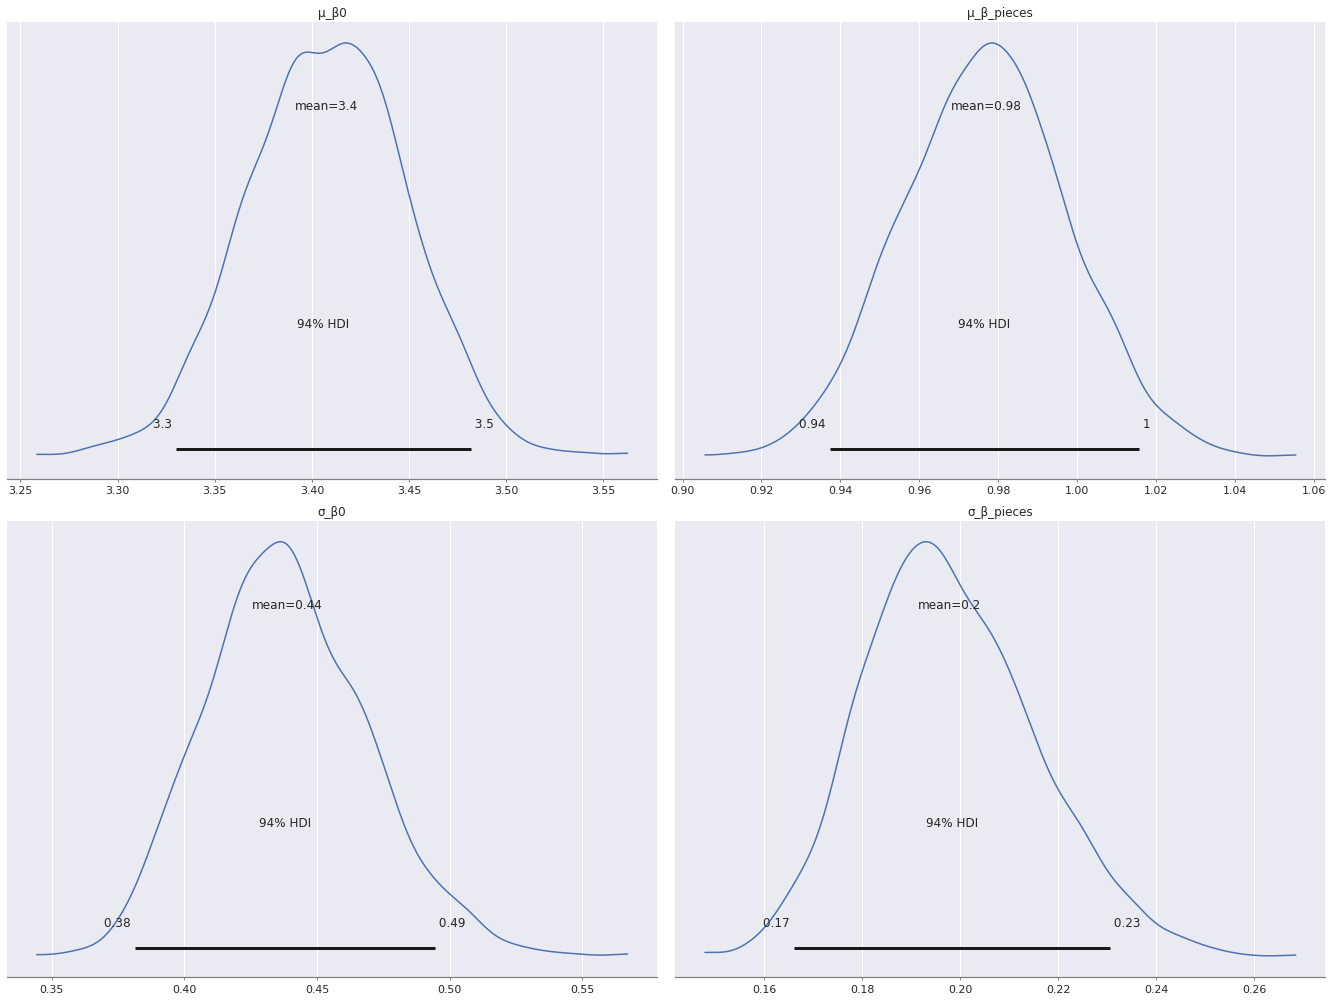 μ_β0
mean=3.4
94% HDI
3.3 3.5
3.25 3.30 3.35 3.40 3.45 3.50 3.55
μ_β_pieces
mean=0.98
94% HDI
0.94 1
0.90 0.92 0.94 0.96 0.98 1.00 1.02 1.04 1.06
σ_β0
mean=0.44
94% HDI
0.38 0.49
0.35 0.40 0.45 0.50 0.55
σ_β_pieces
mean=0.2
94% HDI
0.17 0.23
0.16 0.18 0.20 0.22 0.24 0.26